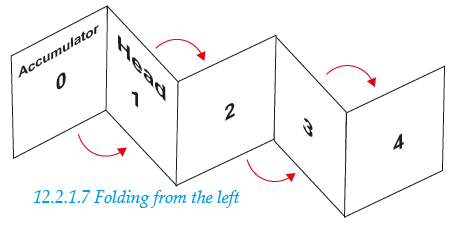 Accumulator
0
Head
1
2
3
4
12.2.1.7 Folding from the left